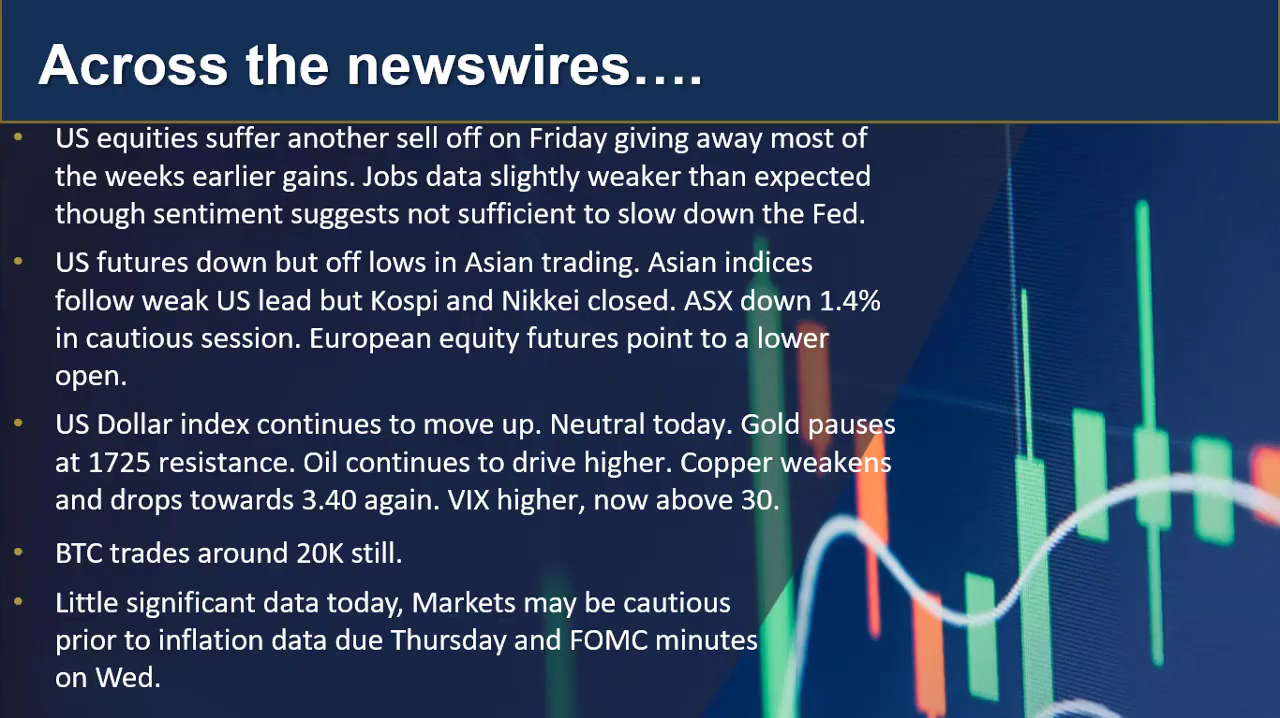 Across the newswires….
• US equities suffer another sell off on Friday giving away most of
the weeks earlier gains. Jobs data slightly weaker than expected
though sentiment suggests not sufficient to slow down the Fed.
• US futures down but off lows in Asian trading. Asian indices
follow weak US lead but Kospi and Nikkei closed. ASX down 1.4%
in cautious session. European equity futures point to a lower
open.
• US Dollar index continues to move up. Neutral today. Gold pauses
at 1725 resistance. Oil continues to drive higher. Copper weakens
and drops towards 3.40 again. VIX higher, now above 30.
• BTC trades around 20K still.
• Little significant data today, Markets may be cautious
prior to inflation data due Thursday and FOMC minutes
on Wed.